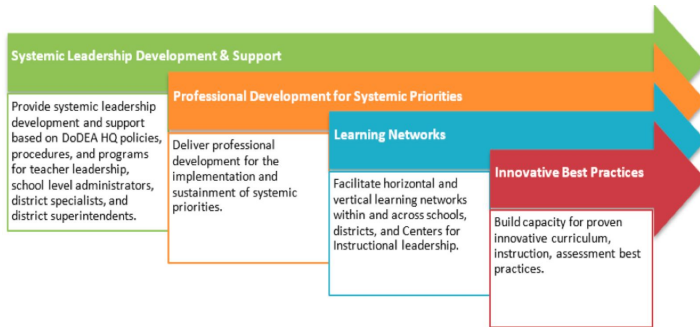 Systemic Leadership Development & Support
Provide systemic leadership
development and support
based on DoDEA HQ policies,
procedures, and programs
for teacher leadership,
school level administrators,
district specialists, and
district superintendents.
Professional Development for Systemic Priorities
Deliver professional
development for the
implementation and
sustainment of systemic
priorities.
Learning Networks
Facilitate horizontal and
vertical learning networks
within and across schools,
districts, and Centers for
Instructional leadership.
Innovative Best Practices
Build capacity for proven
innovative curriculum,
instruction, assessment best
practices.